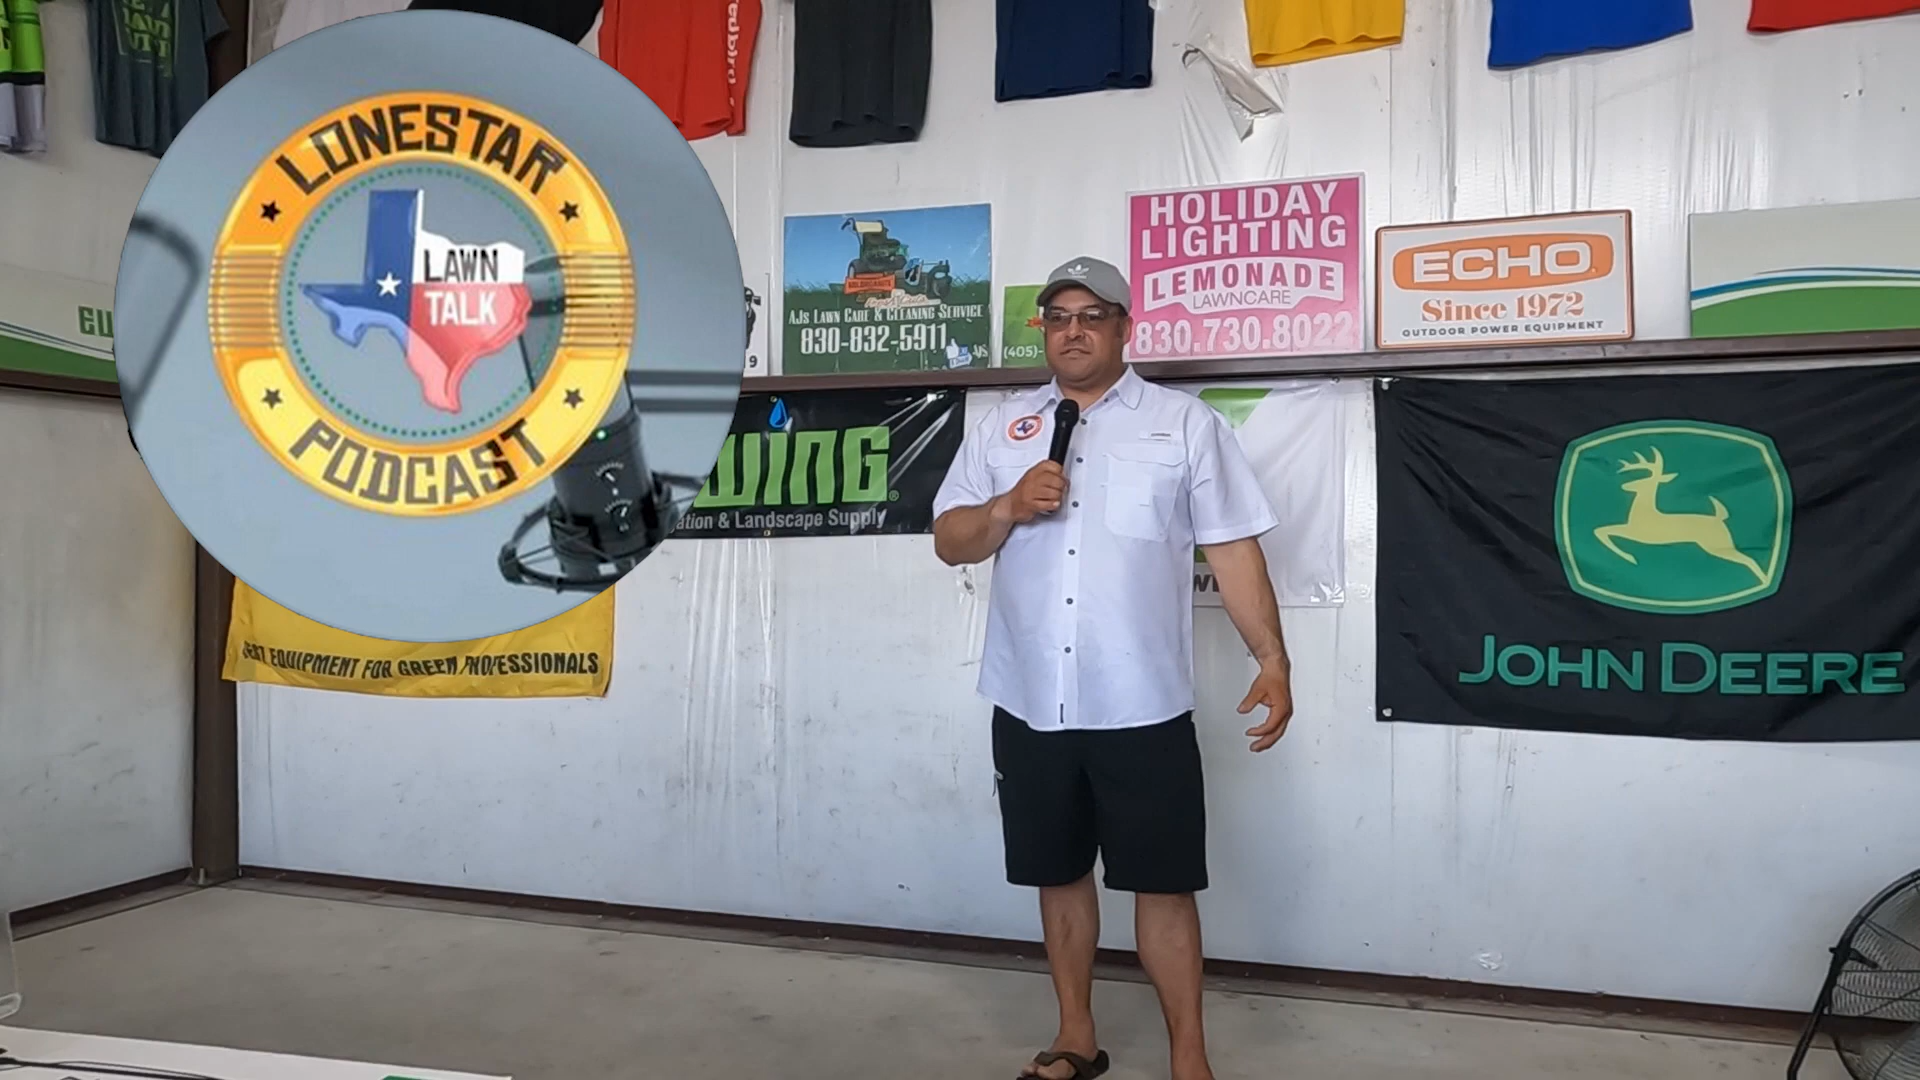 LONESTAR
LAWN
TALK
PODCAST
redbird
AJS LAWN CARE & CLEANING SERVICE
830-832-5911
(405)-
HOLIDAY
LIGHTING
LEMONADE
LAWNCARE
830.730.8022
ECHO
Since 1972
OUTDOOR POWER EQUIPMENT
WING
& Landscape Supply
EQUIPMENT FOR GREEN PROFESSIONALS
JOHN DEERE